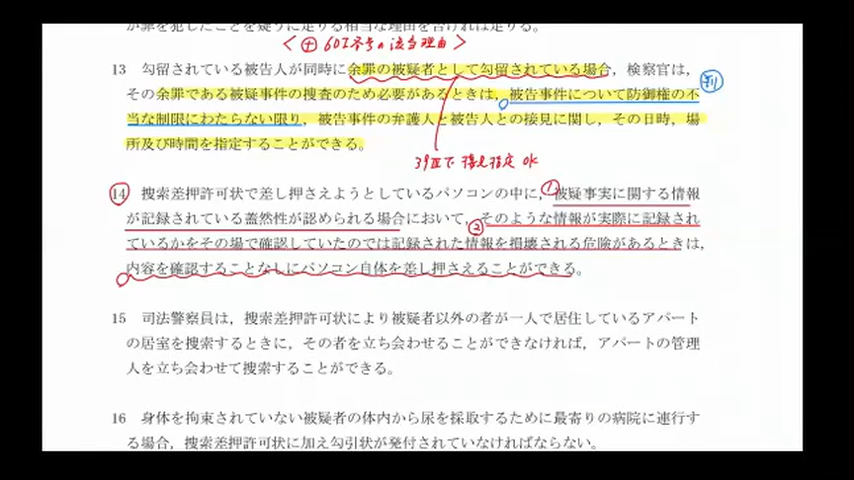 が罪を犯したことを疑うに足りる相当な理由を告げれば足りる。
< ⊕ 60Ⅰ各号の該当理由 >
13 勾留されている被告人が同時に余罪の被疑者として勾留されている場合，検察官は，
その余罪である被疑事件の捜査のため必要があるときは，被告事件について防御権の不
判
当な制限にわたらない限り，被告事件の弁護人と被告人との接見に関し，その日時，場
所及び時間を指定することができる。
39Ⅲで接見指定OK
14 捜索差押許可状で差し押さえようとしているパソコンの中に，①被疑事実に関する情報
が記録されている蓋然性が認められる場合において，②そのような情報が実際に記録され
ているかをその場で確認していたのでは記録された情報を損壊される危険があるときは，
内容を確認することなしにパソコン自体を差し押さえることができる。
15 司法警察員は，捜索差押許可状により被疑者以外の者が一人で居住しているアパート
の居室を捜索するときに，その者を立ち会わせることができなければ，アパートの管理
人を立ち会わせて捜索することができる。
16 身体を拘束されていない被疑者の体内から尿を採取するために最寄りの病院に連行す
る場合，捜索差押許可状に加え勾引状が発付されていなければならない。